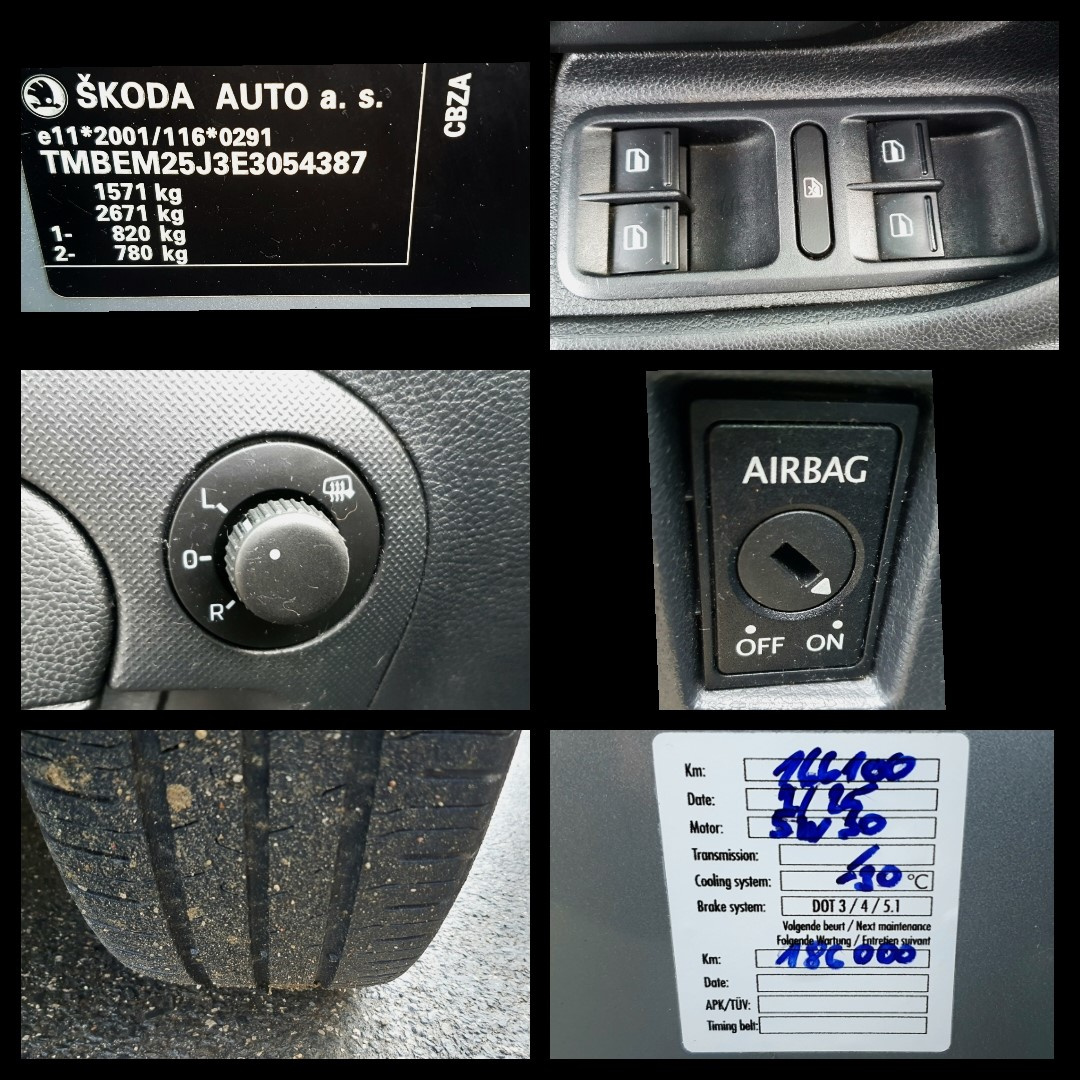 ŠKODA AUTO a. s.
e11*2001/116*0291
TMBEM25J3E3054387
1571 kg
2671 kg
1- 820 kg
2- 780 kg
CBZA
L
O
R
AIRBAG
OFF ON
Km: 166100
Date:
Motor: 5W30
Transmission: /
Cooling system: -30 °C
Brake system: DOT 3 / 4 / 5.1
Volgende beurt / Next maintenance
Folgende Wartung / Entretien suivant
Km: 186000
Date:
APK/TÜV:
Timing belt: